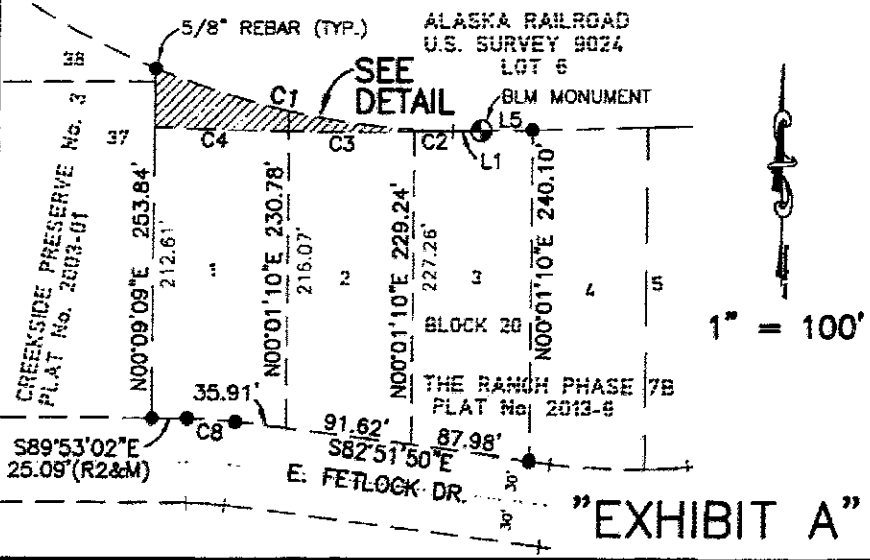 5/8" REBAR (TYP.)
ALASKA RAILROAD
U.S. SURVEY 9024
LOT 6
38
SEE
DETAIL
BLM MONUMENT
C1
L5
37
C4
C3
C2
L1
CREEKSIDE PRESERVE No. 3
PLAT No. 2003-01
N00°09'09"E 253.84'
212.61'
1
N00°01'10"E 230.78'
216.07'
2
N00°01'10"E 229.24'
227.26'
3
N00°01'10"E 240.10'
4
5
BLOCK 20
1" = 100'
THE RANCH PHASE 7B
PLAT No. 2013-6
35.91'
91.62'
87.98'
C8
S89°53'02"E
25.09'(R2&M)
S82°51'50"E
E. FETLOCK DR.
30'
30'
"EXHIBIT A"